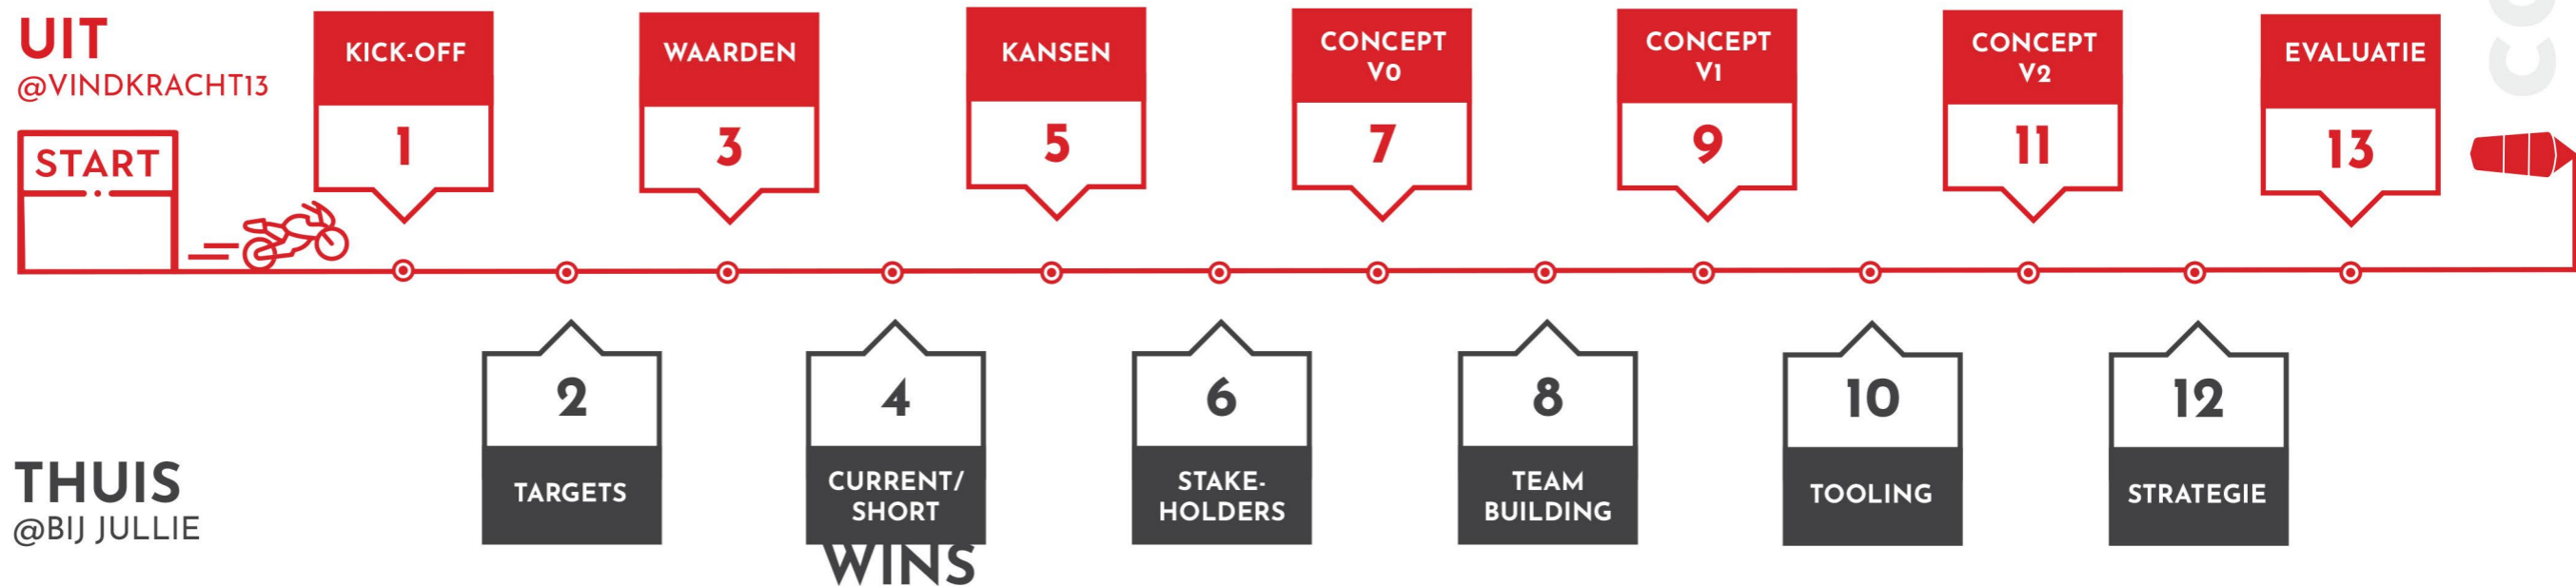 UIT
@VINDKRACHT13
START
KICK-OFF
1
WAARDEN
3
KANSEN
5
CONCEPT
V0
7
CONCEPT
V1
9
CONCEPT
V2
11
EVALUATIE
13
THUIS
@BIJ JULLIE
2
TARGETS
4
CURRENT/
SHORT
WINS
6
STAKE-
HOLDERS
8
TEAM
BUILDING
10
TOOLING
12
STRATEGIE